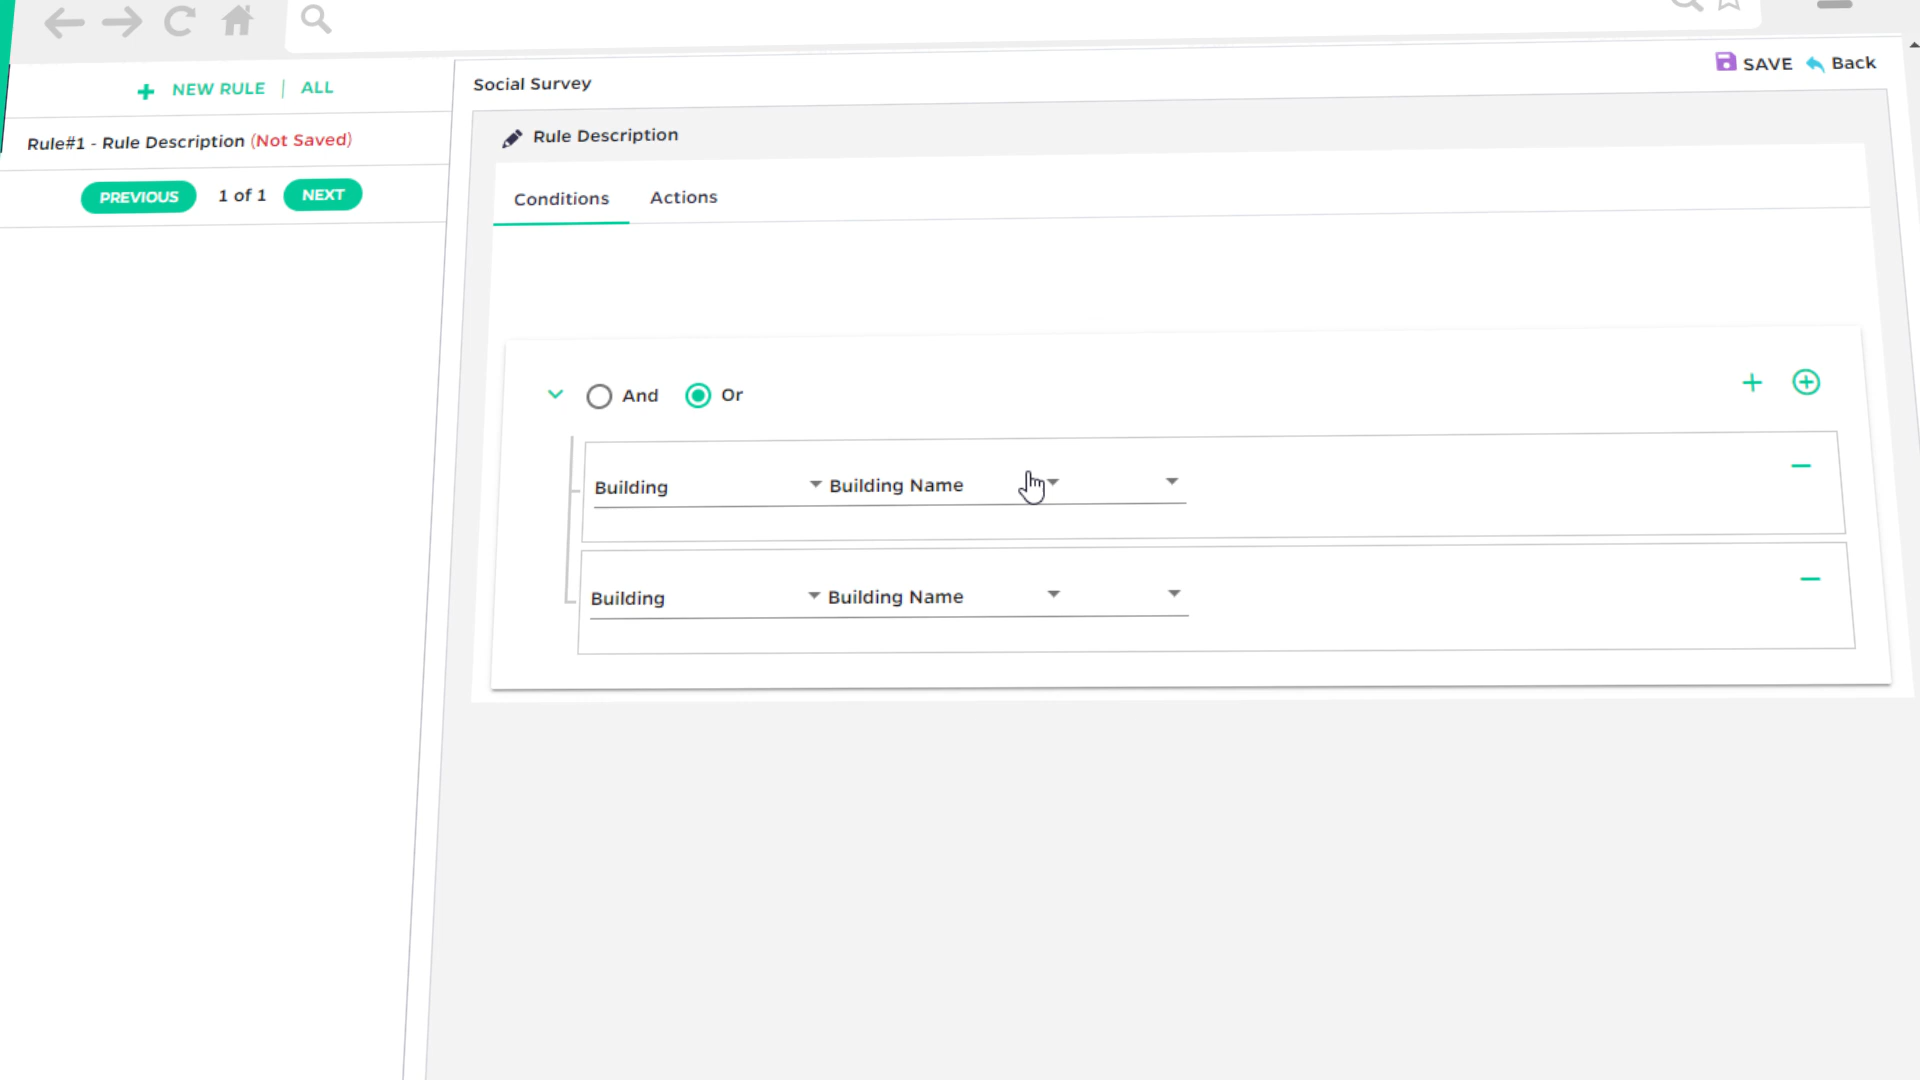 NEW RULE | ALL
Rule#1 - Rule Description (Not Saved)
PREVIOUS 1 of 1 NEXT
Social Survey
SAVE Back
Rule Description
Conditions Actions
And Or
Building Building Name
Building Building Name